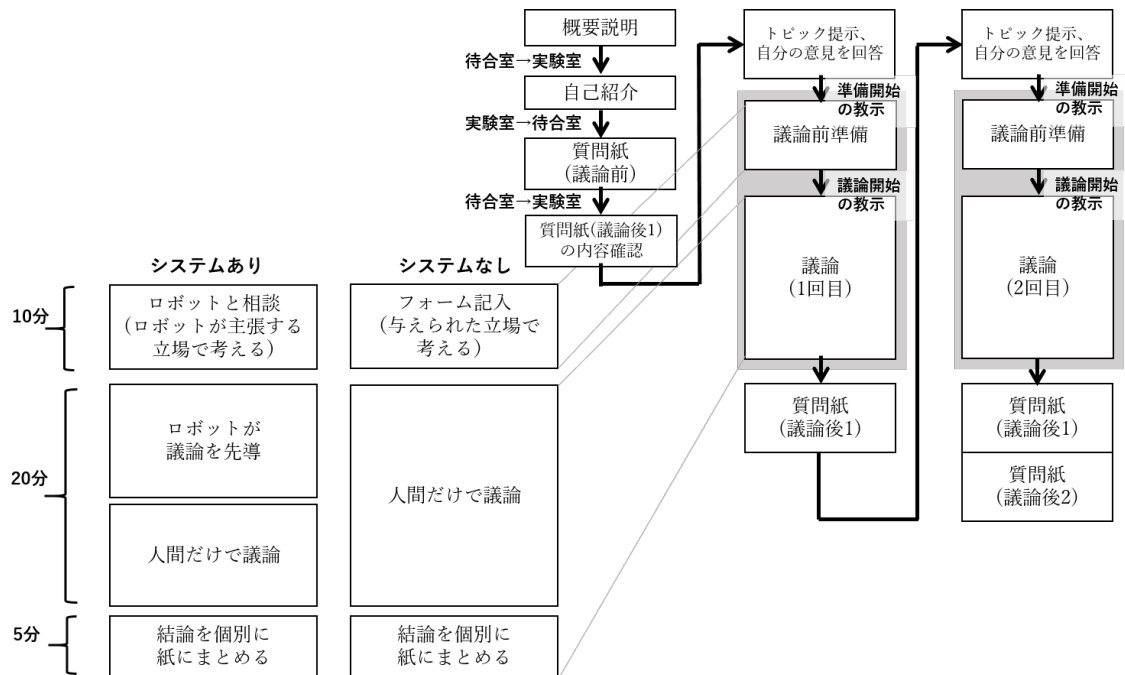 概要説明
待合室→実験室
自己紹介
実験室→待合室
質問紙
(議論前)
待合室→実験室
質問紙(議論後1)
の内容確認
トピック提示、
自分の意見を回答
準備開始
の教示
議論前準備
議論開始
の教示
議論
(1回目)
質問紙
(議論後1)
トピック提示、
自分の意見を回答
準備開始
の教示
議論前準備
議論開始
の教示
議論
(2回目)
質問紙
(議論後1)
質問紙
(議論後2)
システムあり
システムなし
10分
ロボットと相談
(ロボットが主張する
立場で考える)
フォーム記入
(与えられた立場で
考える)
20分
ロボットが
議論を先導
人間だけで議論
人間だけで議論
5分
結論を個別に
紙にまとめる
結論を個別に
紙にまとめる